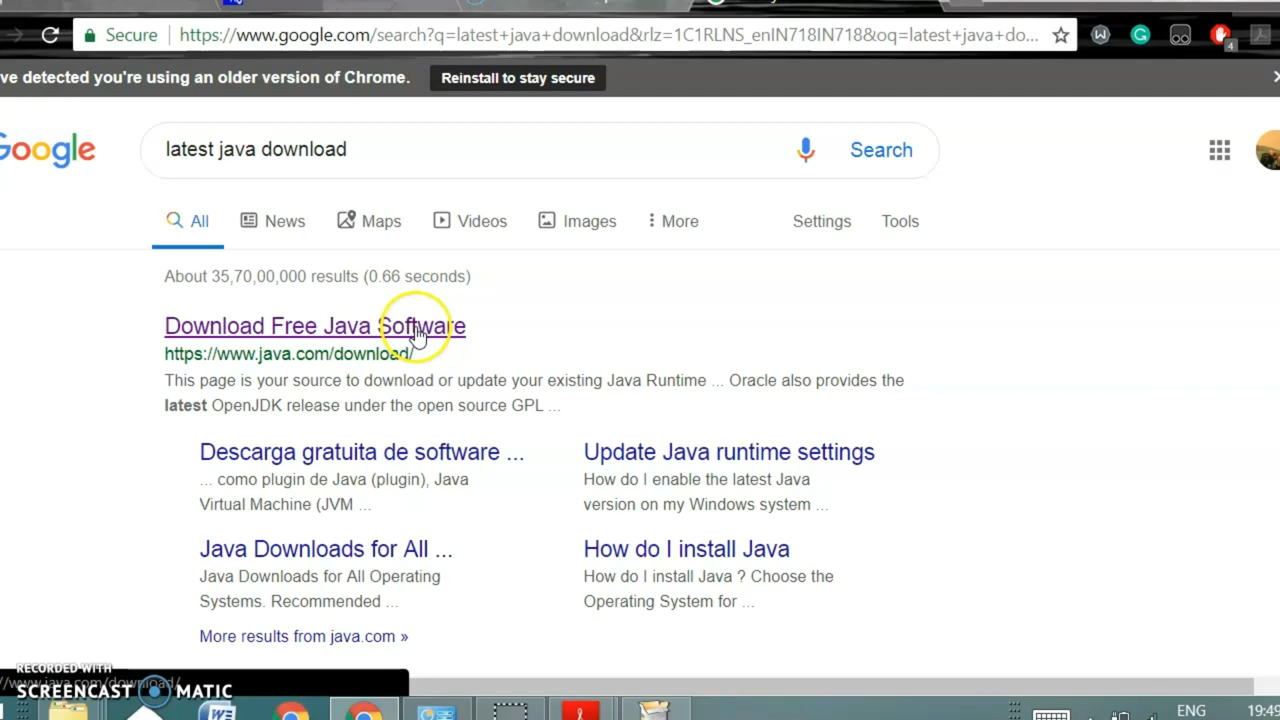 Secure
https://www.google.com/search?q=latest+java+download&rlz=1C1RLNS_enIN718IN718&oq=latest+java+do...
4
ve detected you're using an older version of Chrome.
Reinstall to stay secure
Google
latest java download
Search
All
News
Maps
Videos
Images
More
Settings
Tools
About 35,70,00,000 results (0.66 seconds)
Download Free Java Software
https://www.java.com/download/
This page is your source to download or update your existing Java Runtime ... Oracle also provides the
latest OpenJDK release under the open source GPL ...
Descarga gratuita de software ...
... como plugin de Java (plugin), Java
Virtual Machine (JVM ...
Update Java runtime settings
How do I enable the latest Java
version on my Windows system ...
Java Downloads for All ...
Java Downloads for All Operating
Systems. Recommended ...
How do I install Java
How do I install Java ? Choose the
Operating System for ...
More results from java.com »
RECORDED WITH
//www.java.com/download/
SCREENCAST MATIC
ENG
19:49